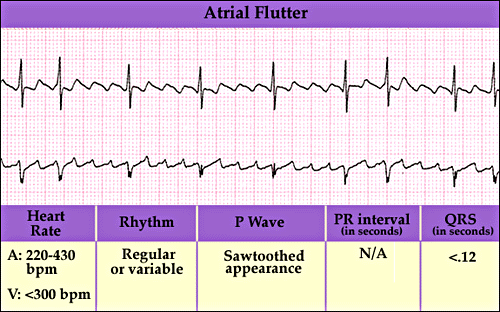 Atrial Flutter
Heart Rate
Rhythm
P Wave
PR interval
(in seconds)
QRS
(in seconds)
A: 220-430 bpm
V: <300 bpm
Regular or variable
Sawtoothed appearance
N/A
<.12